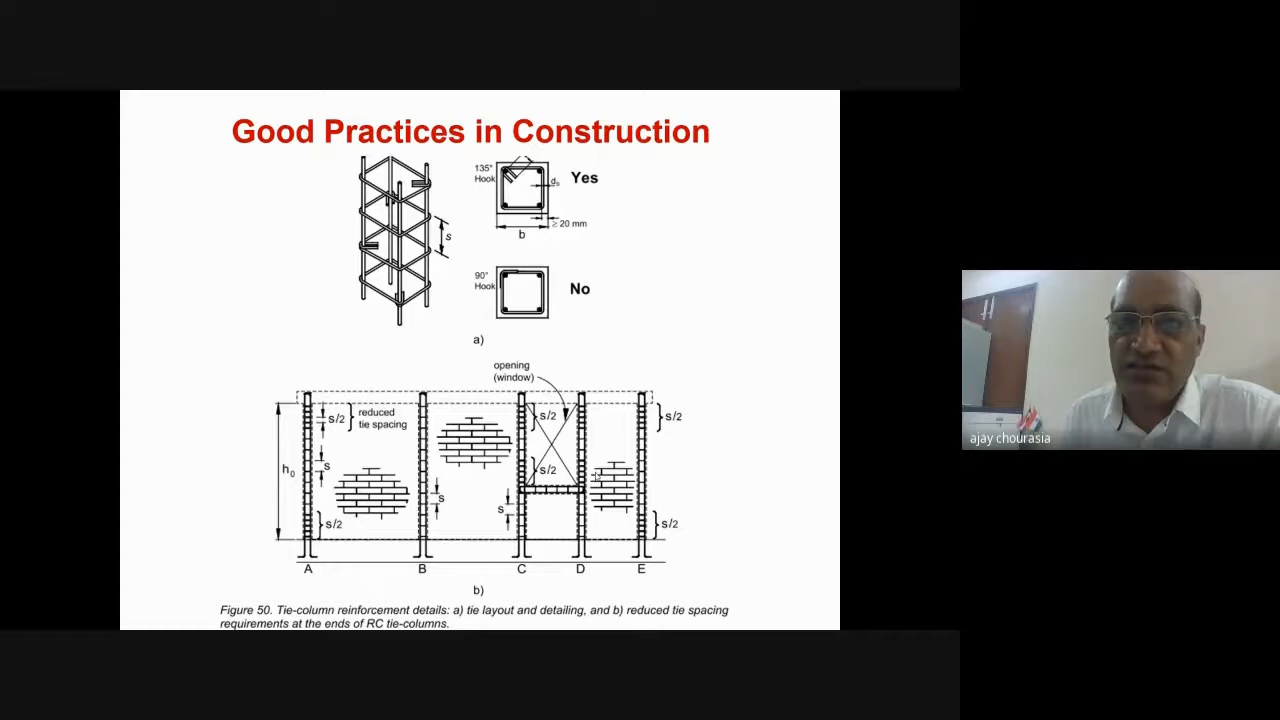 Good Practices in Construction
135°
Hook
Yes
d_b
≥ 20 mm
b
s
90°
Hook
No
a)
opening
(window)
s/2
reduced
tie spacing
s/2
s/2
h₀
s
s/2
s
s
s/2
s/2
A
B
C
D
E
b)
Figure 50. Tie-column reinforcement details: a) tie layout and detailing, and b) reduced tie spacing
requirements at the ends of RC tie-columns.
ajay chourasia